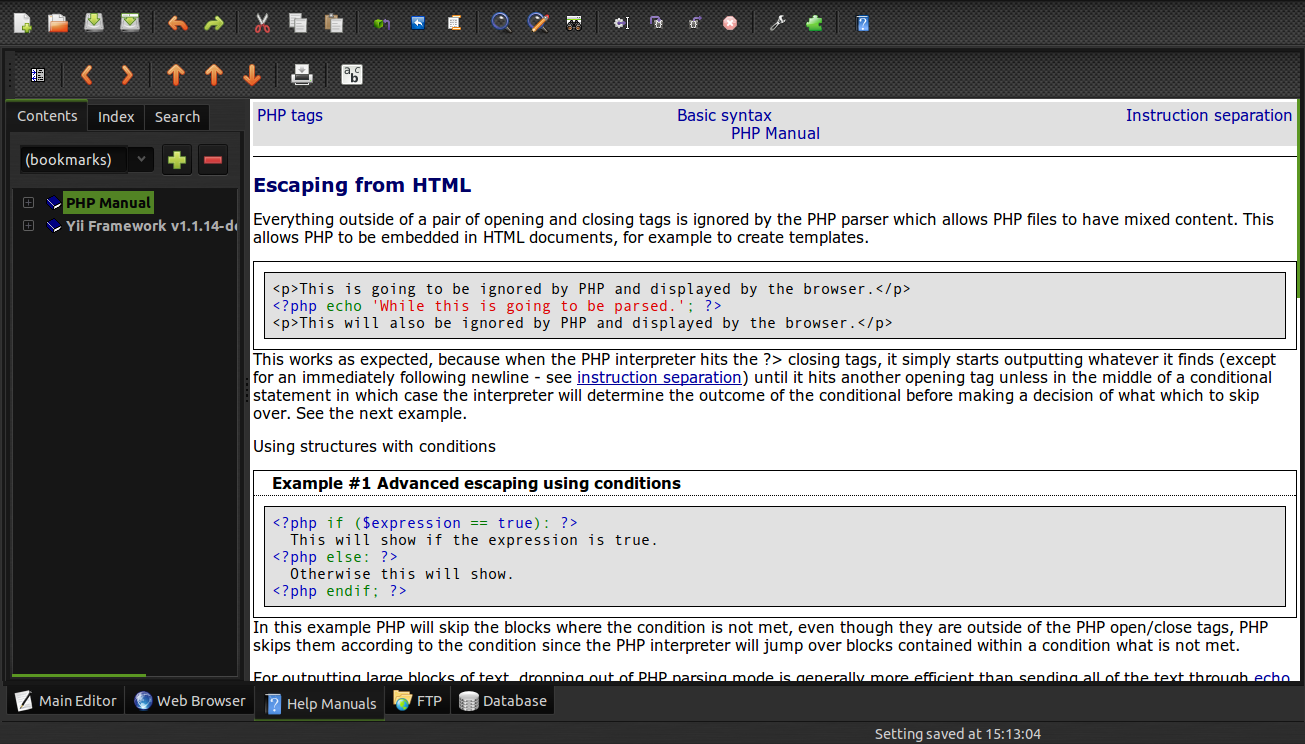 Contents Index Search
(bookmarks)
PHP Manual
Yii Framework v1.1.14-d
PHP tags Basic syntax Instruction separation
PHP Manual
Escaping from HTML
Everything outside of a pair of opening and closing tags is ignored by the PHP parser which allows PHP files to have mixed content. This
allows PHP to be embedded in HTML documents, for example to create templates.
<p>This is going to be ignored by PHP and displayed by the browser.</p>
<?php echo 'While this is going to be parsed.'; ?>
<p>This will also be ignored by PHP and displayed by the browser.</p>
This works as expected, because when the PHP interpreter hits the ?> closing tags, it simply starts outputting whatever it finds (except
for an immediately following newline - see instruction separation) until it hits another opening tag unless in the middle of a conditional
statement in which case the interpreter will determine the outcome of the conditional before making a decision of what which to skip
over. See the next example.
Using structures with conditions
Example #1 Advanced escaping using conditions
<?php if ($expression == true): ?>
This will show if the expression is true.
<?php else: ?>
Otherwise this will show.
<?php endif; ?>
In this example PHP will skip the blocks where the condition is not met, even though they are outside of the PHP open/close tags, PHP
skips them according to the condition since the PHP interpreter will jump over blocks contained within a condition what is not met.
For outputting large blocks of text, dropping out of PHP parsing mode is generally more efficient than sending all of the text through echo
Main Editor Web Browser Help Manuals FTP Database
Setting saved at 15:13:04